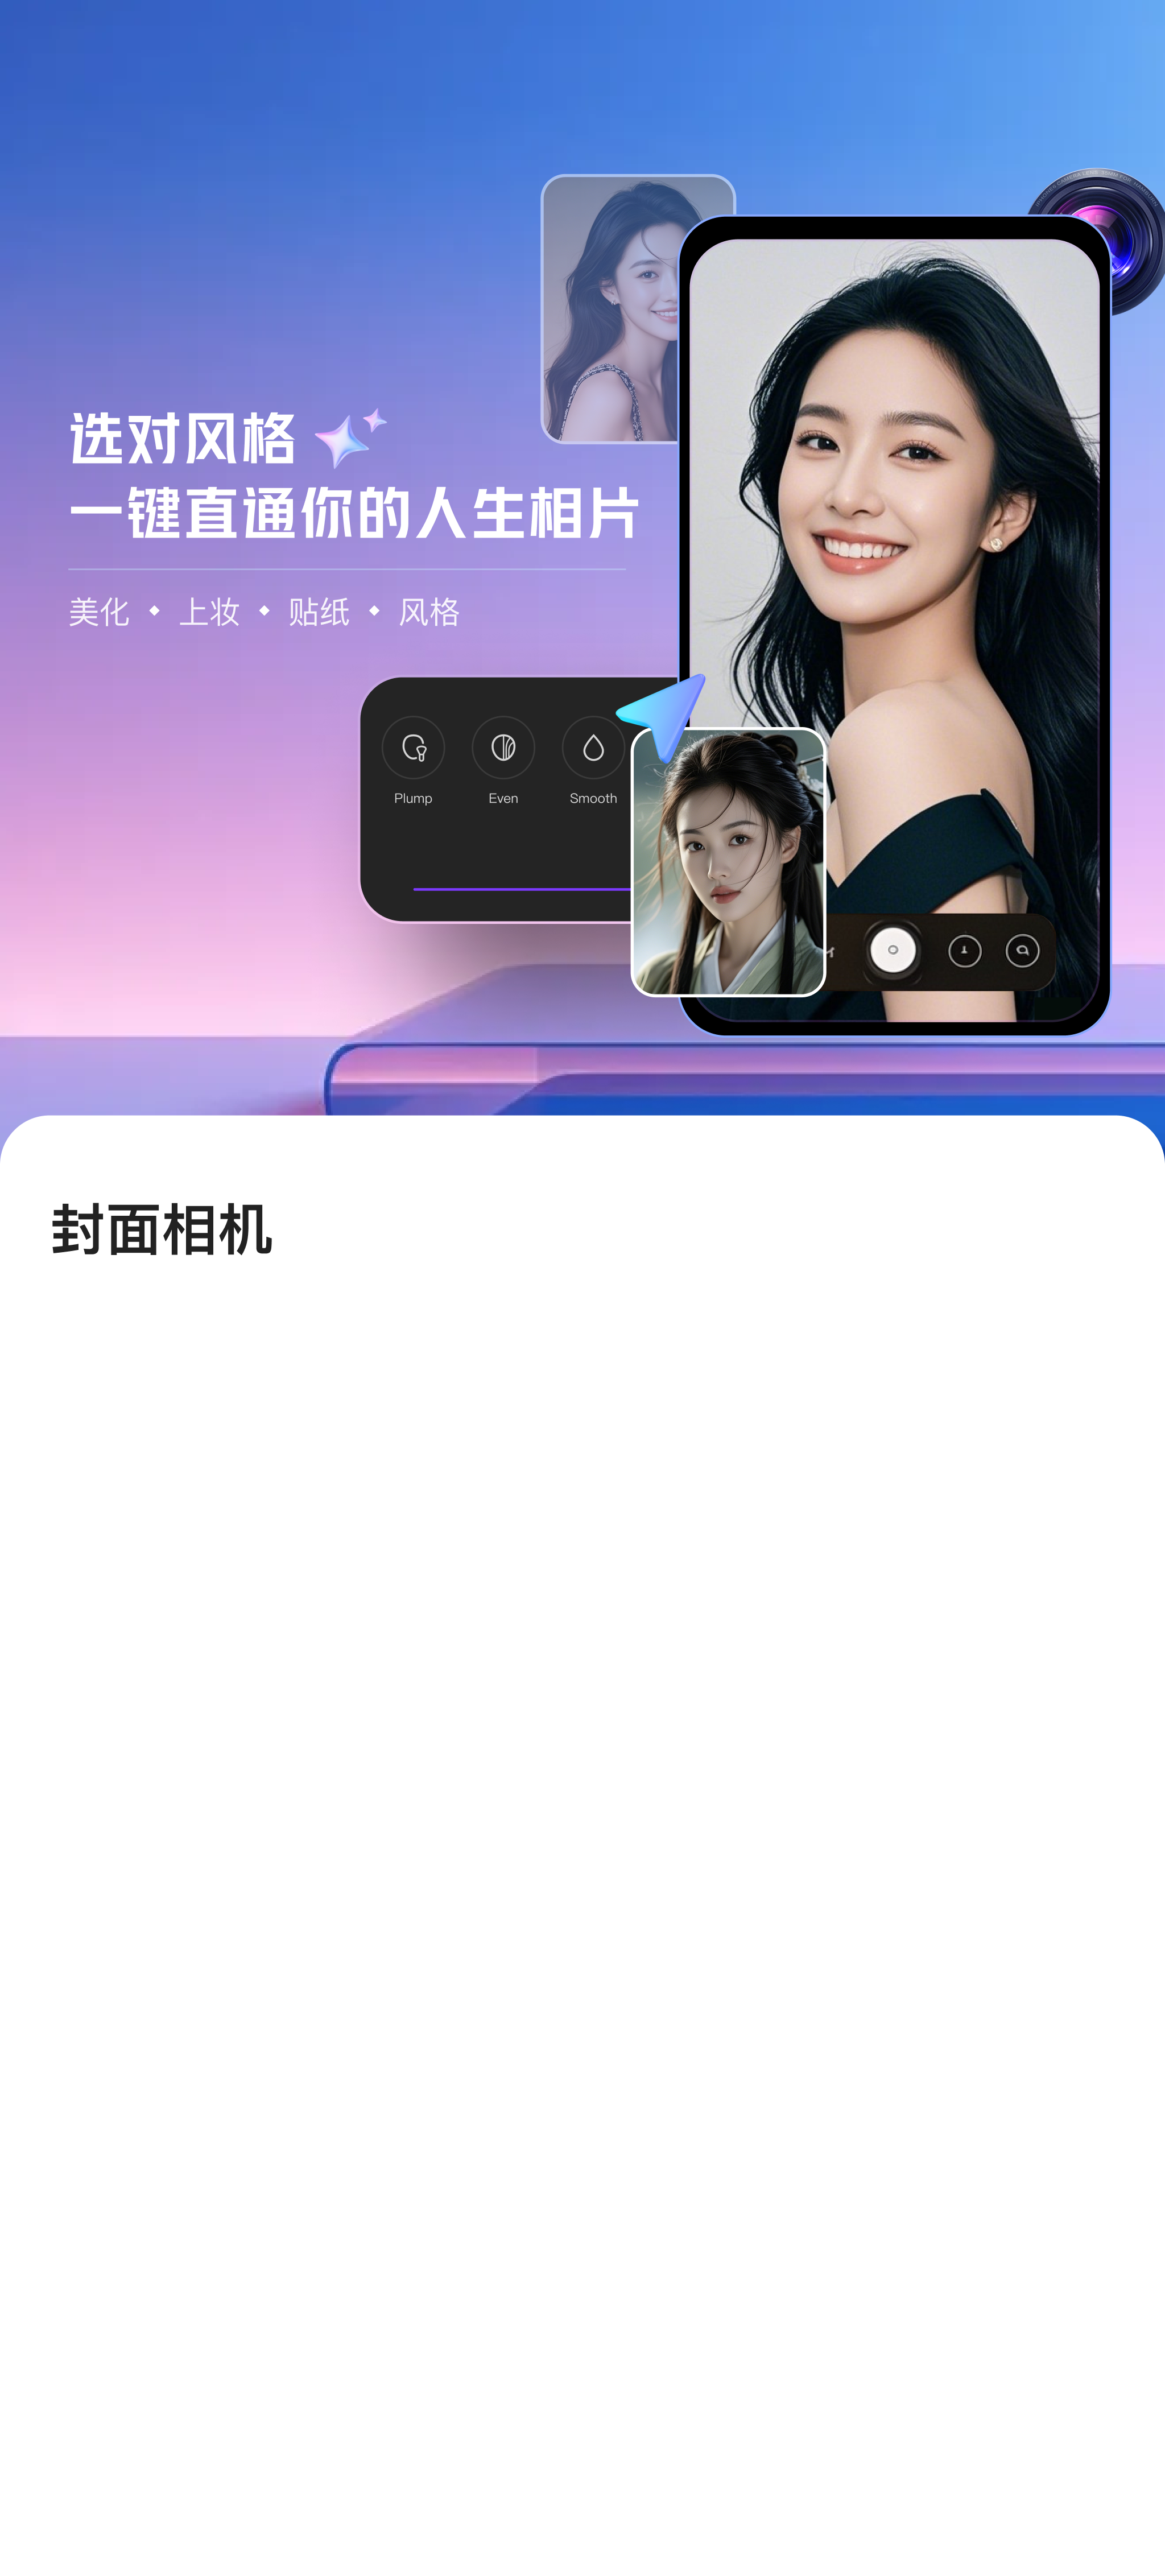 选对风格
一键直通你的人生相片
美化 ◆ 上妆 ◆ 贴纸 ◆ 风格
Plump Even Smooth
封面相机